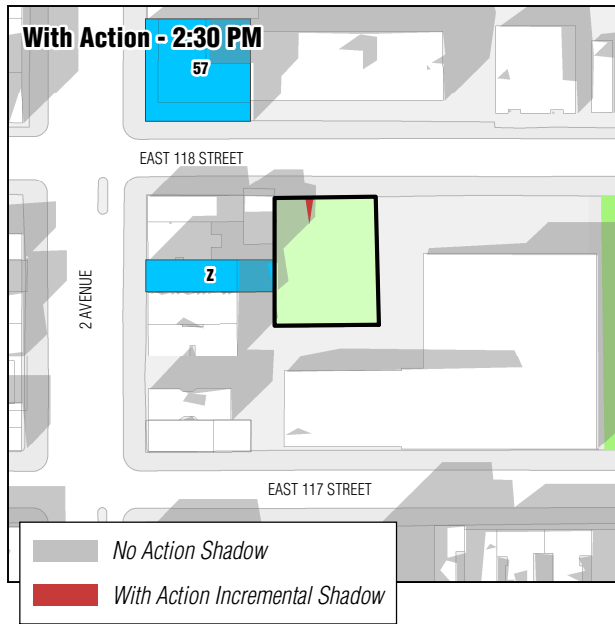 With Action - 2:30 PM
57
EAST 118 STREET
Z
2 AVENUE
EAST 117 STREET
No Action Shadow
With Action Incremental Shadow